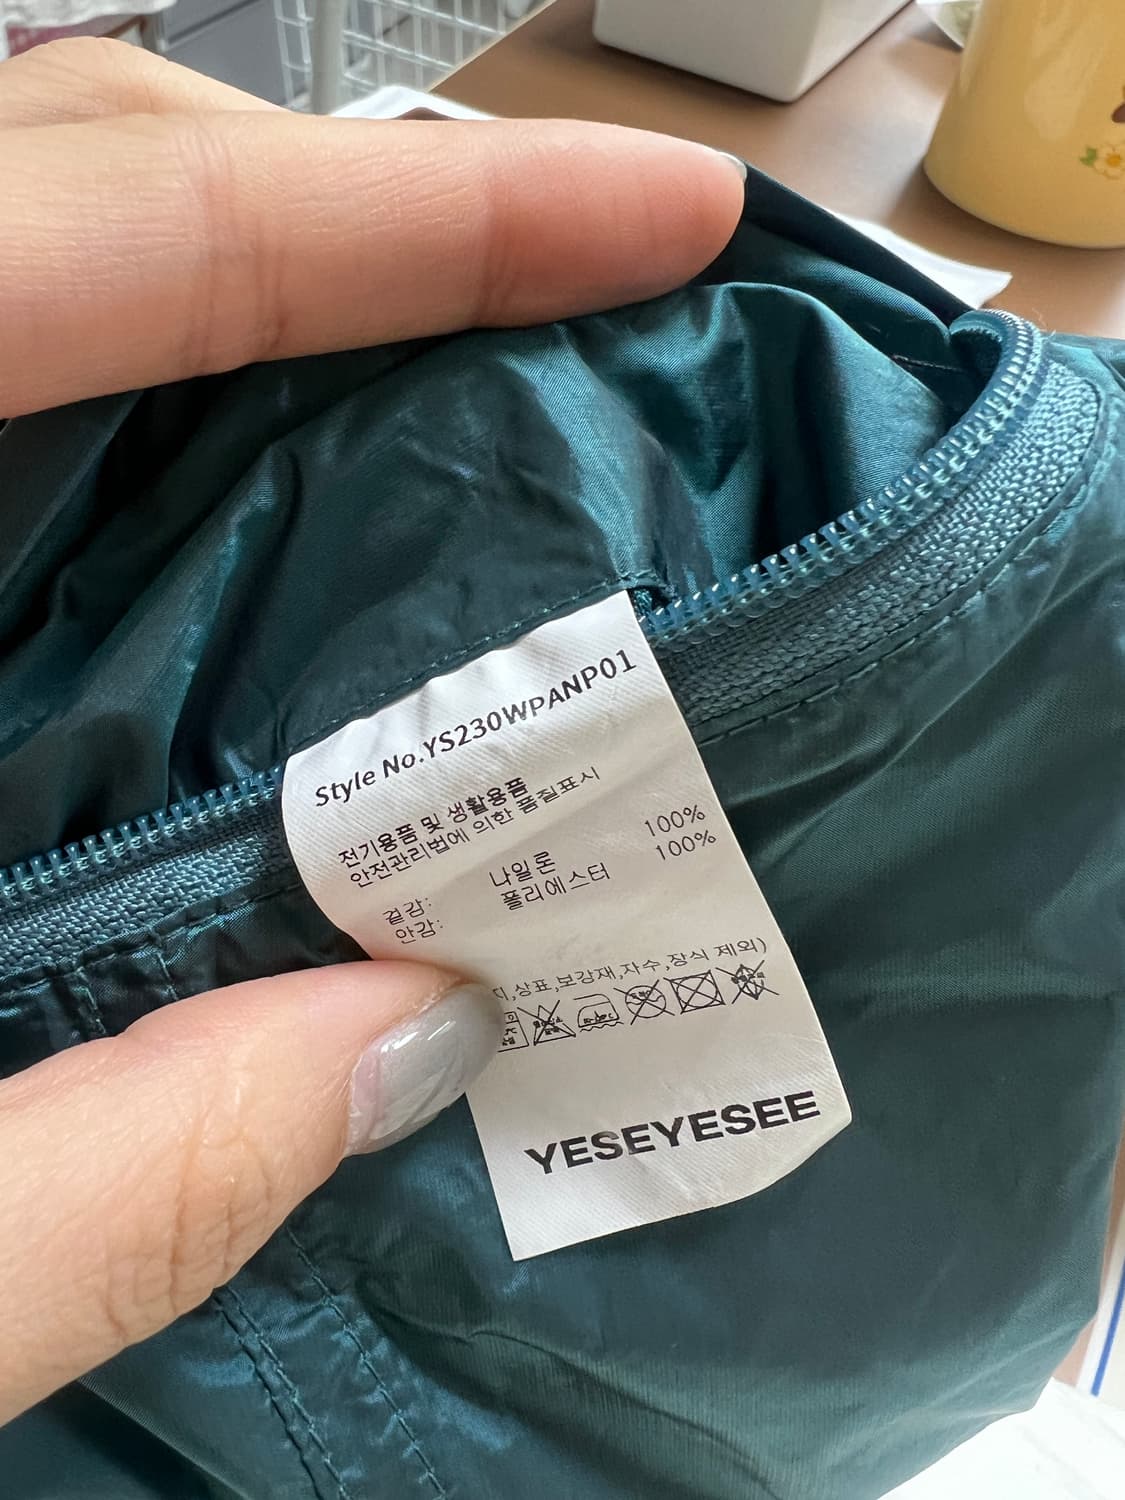 Style No.YS230WPANP01
전기용품 및 생활용품
안전관리법에 의한 품질표시
겉감: 나일론 100%
안감: 폴리에스터 100%
지,상표,보강재,자수,장식 제외)
YESEYESEE